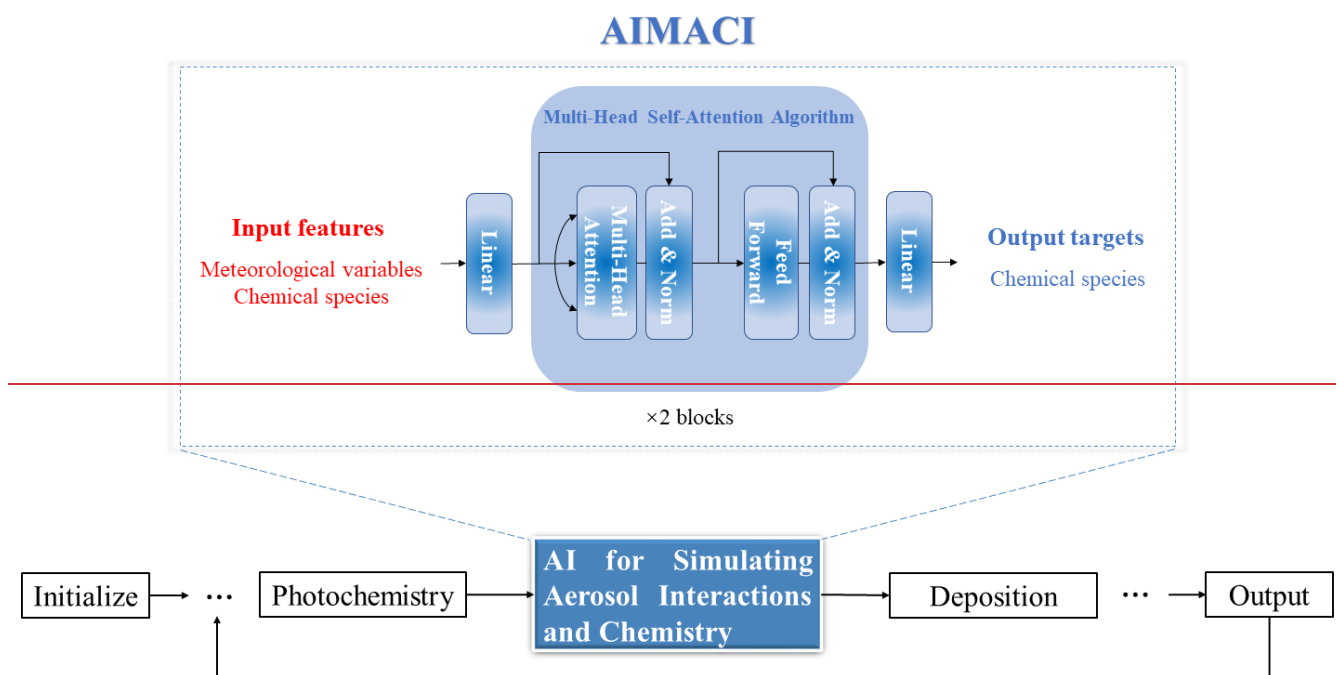 AIMACI
Multi-Head Self-Attention Algorithm
Input features
Meteorological variables
Chemical species
Linear
Multi-Head
Attention
Add & Norm
Feed
Forward
Add & Norm
Linear
Output targets
Chemical species
×2 blocks
Initialize
...
Photochemistry
AI for Simulating
Aerosol Interactions
and Chemistry
Deposition
...
Output